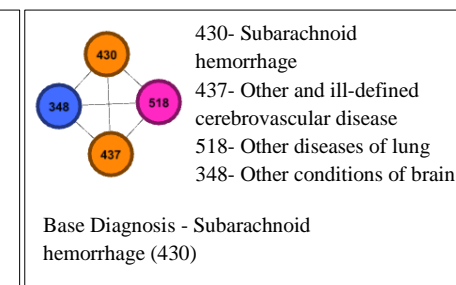 430
348
518
437
430- Subarachnoid
hemorrhage
437- Other and ill-defined
cerebrovascular disease
518- Other diseases of lung
348- Other conditions of brain
Base Diagnosis - Subarachnoid
hemorrhage (430)